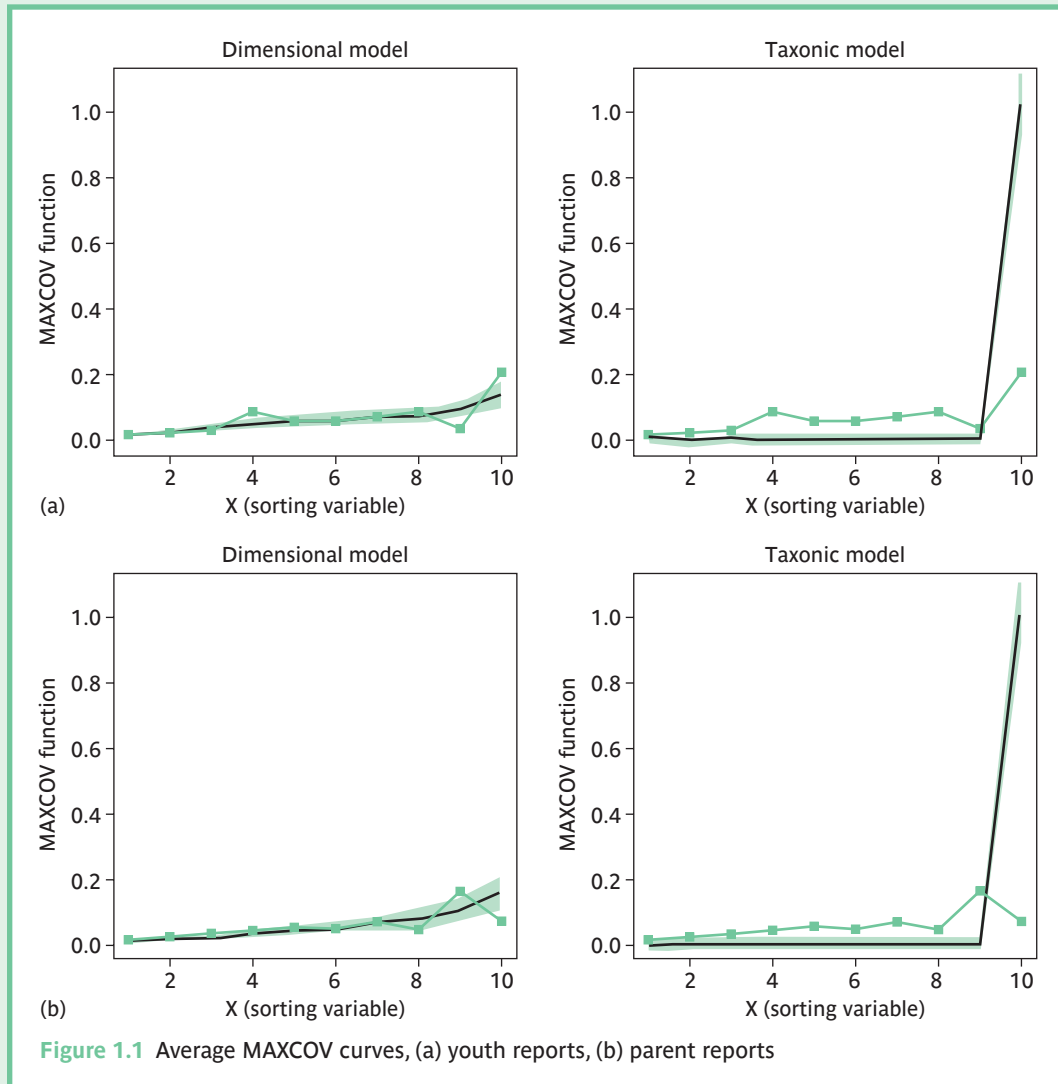 Dimensional model
MAXCOV function
1.0
0.8
0.6
0.4
0.2
0.0
2 4 6 8 10
X (sorting variable)
Taxonic model
MAXCOV function
1.0
0.8
0.6
0.4
0.2
0.0
2 4 6 8 10
X (sorting variable)
(a)
Dimensional model
MAXCOV function
1.0
0.8
0.6
0.4
0.2
0.0
2 4 6 8 10
X (sorting variable)
Taxonic model
MAXCOV function
1.0
0.8
0.6
0.4
0.2
0.0
2 4 6 8 10
X (sorting variable)
(b)
Figure 1.1 Average MAXCOV curves, (a) youth reports, (b) parent reports